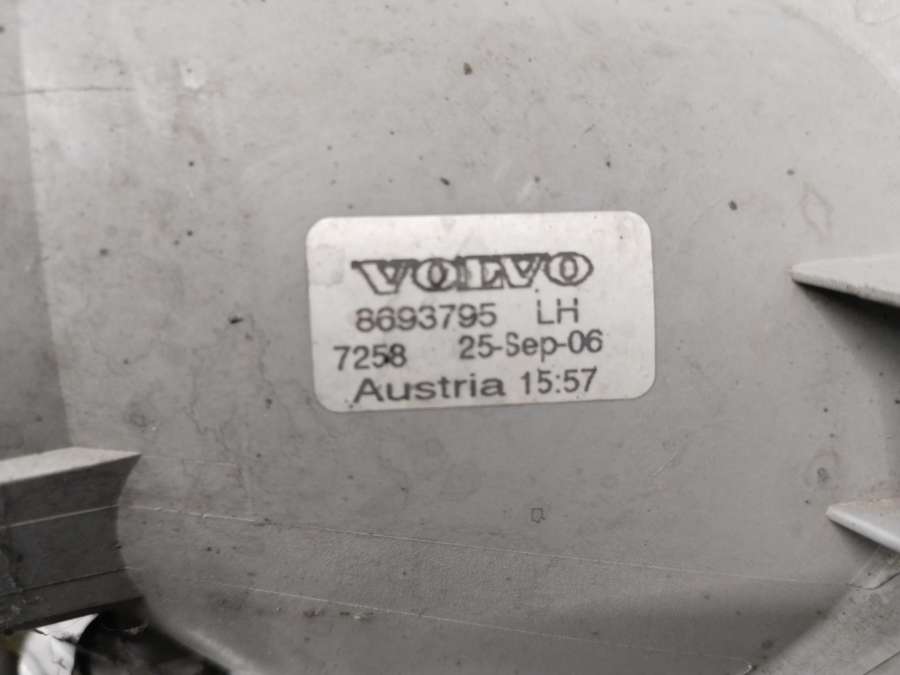 VOLVO
8693795 LH
7258 25-Sep-06
Austria 15:57